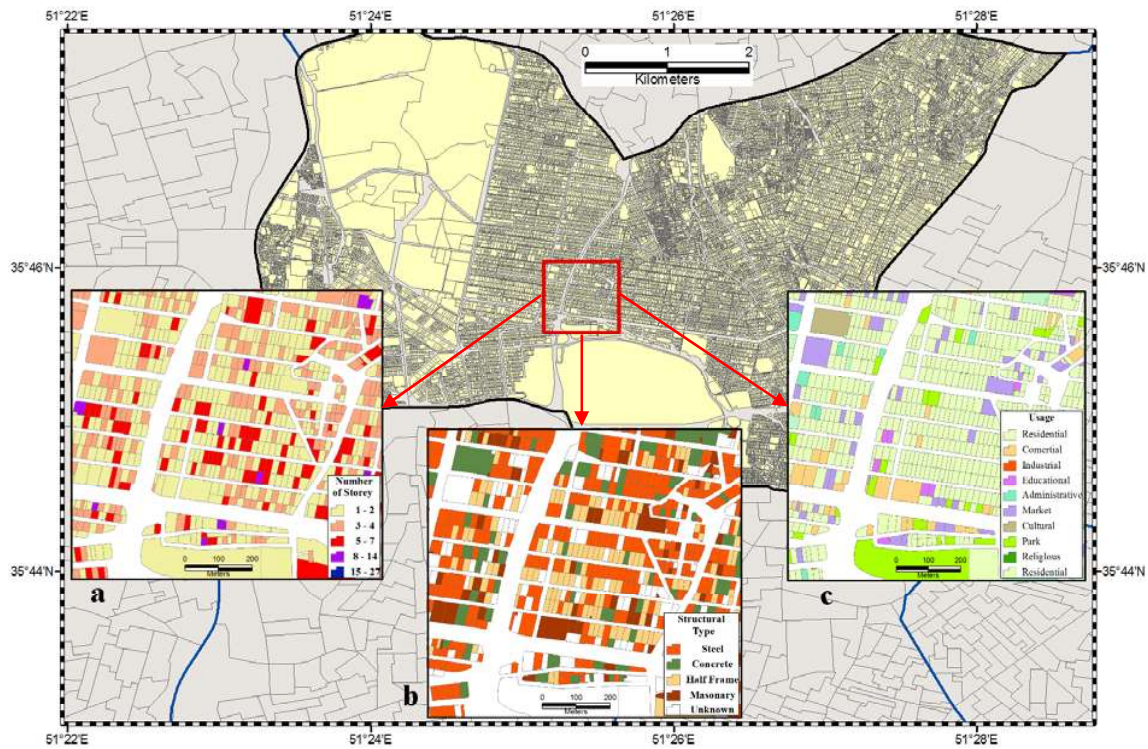 51°22'E 51°24'E 51°26'E 51°28'E
0 1 2
Kilometers
35°46'N 35°46'N
Number
of Storey
1 - 2
3 - 4
5 - 7
8 - 14
15 - 27
0 100 200
Meters
a
Structural
Type
Steel
Concrete
Half Frame
Masonary
Unknown
0 100 200
Meters
b
Usage
Residential
Comertial
Industrial
Educational
Administrative
Market
Cultural
Park
Religious
Residential
0 100 200
Meters
c
35°44'N 35°44'N
51°22'E 51°24'E 51°26'E 51°28'E